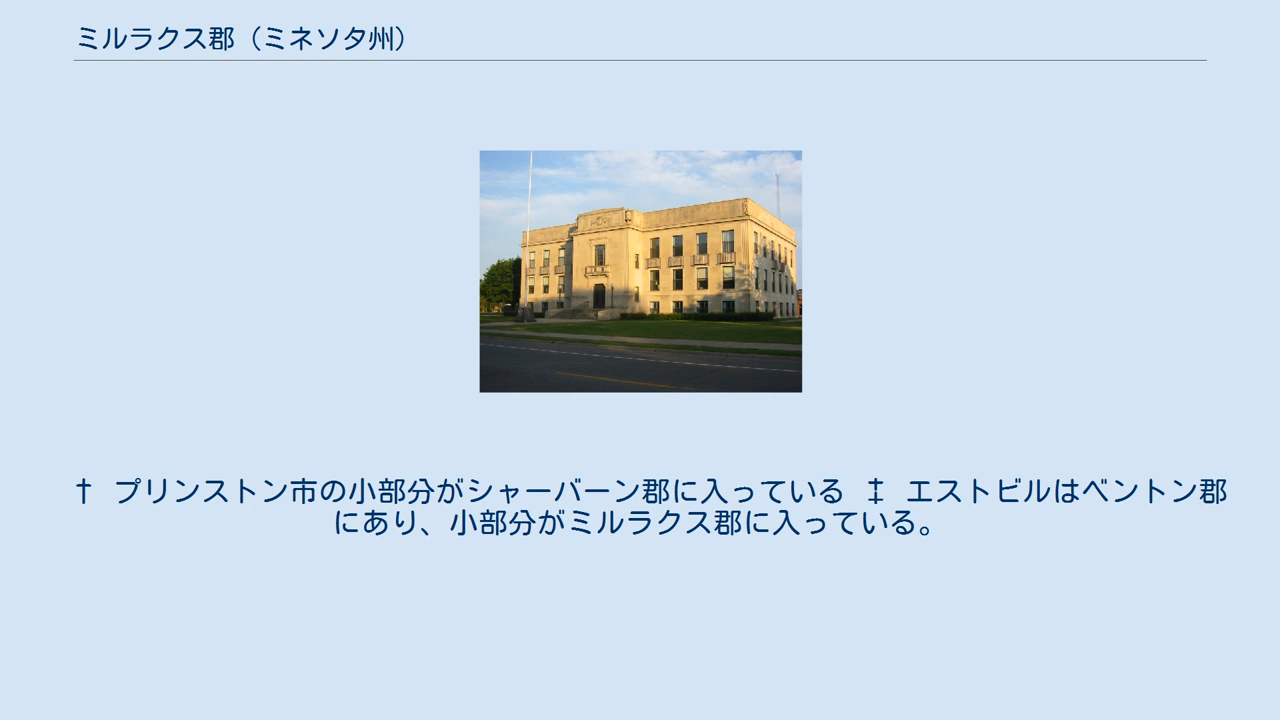 ミルラクス郡（ミネソタ州）
† プリンストン市の小部分がシャーバーン郡に入っている ‡ エストビルはベントン郡
にあり、小部分がミルラクス郡に入っている。